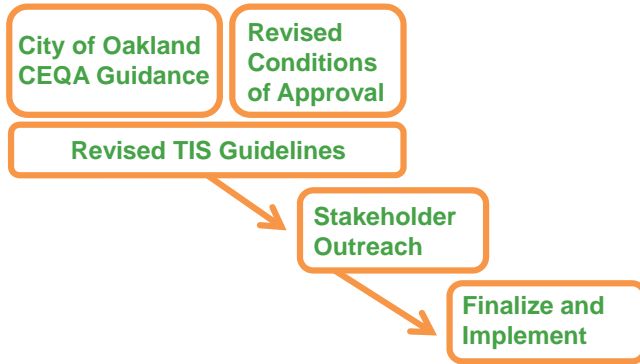 City of Oakland
CEQA Guidance
Revised
Conditions
of Approval
Revised TIS Guidelines
Stakeholder
Outreach
Finalize and
Implement